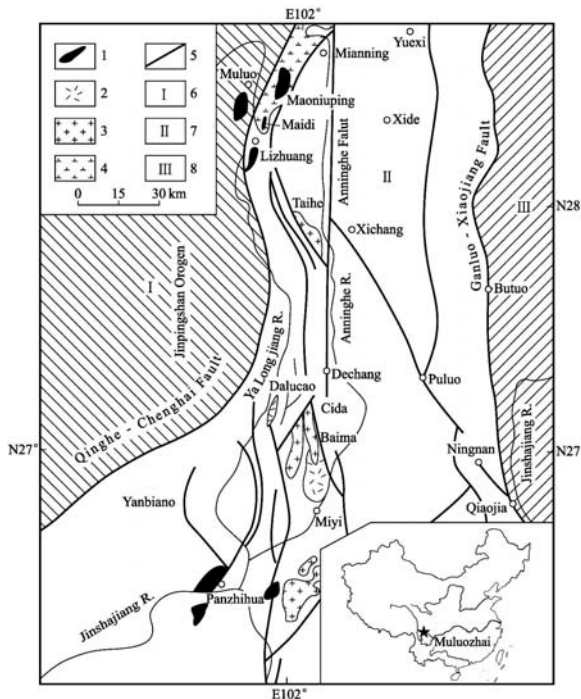 E102°
1
5
2
I 6
3
II 7
4
III 8
0 15 30 km
Yuexi
Mianning
Muluo
Maoniuping
Maidi
Lizhuang
Xide
II
Anninghe Falut
Ganluo - Xiaojiang Fault
III
N28
Taihe
Xichang
I
Jinpingshan Orogen
Butuo
Anninghe R.
Ya Long jiang R.
Dechang
Puluo
Dalucao
Qinghe - Chenghai Fault
Cida
Baima
Jinshajiang R.
N27°
N27
Ningnan
Yanbiano
Qiaojia
Miyi
Panzhihua
Jinshajiang R.
Muluozhai
E102°